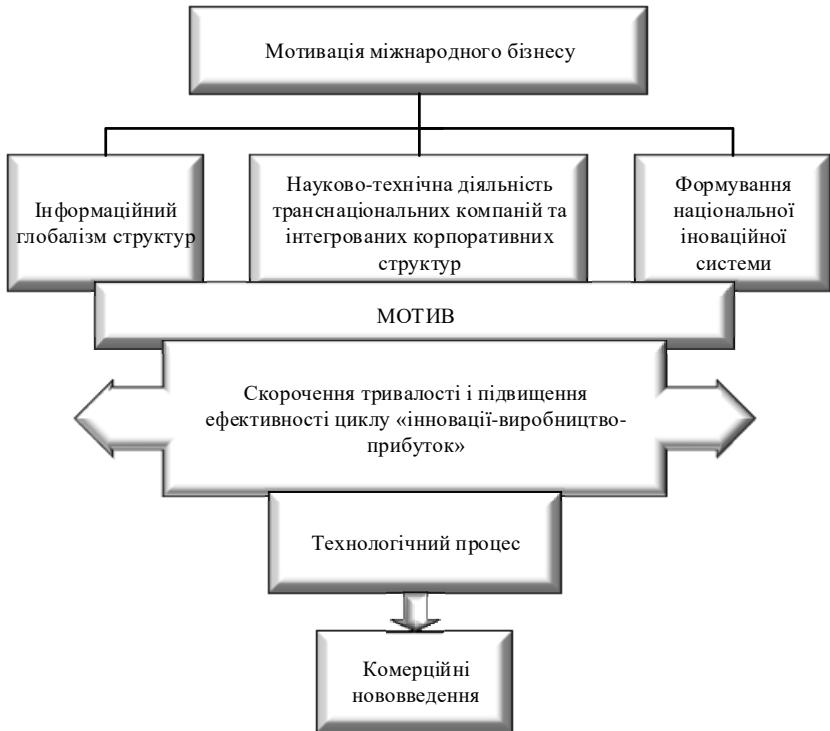 Мотивація міжнародного бізнесу
Інформаційний
глобалізм структур
Науково-технічна діяльність
транснаціональних компаній та
інтегрованих корпоративних
структур
Формування
національної
іноваційної
системи
МОТИВ
Скорочення тривалості і підвищення
ефективності циклу «інновації-виробництво-
прибуток»
Технологічний процес
Комерційні
нововведення